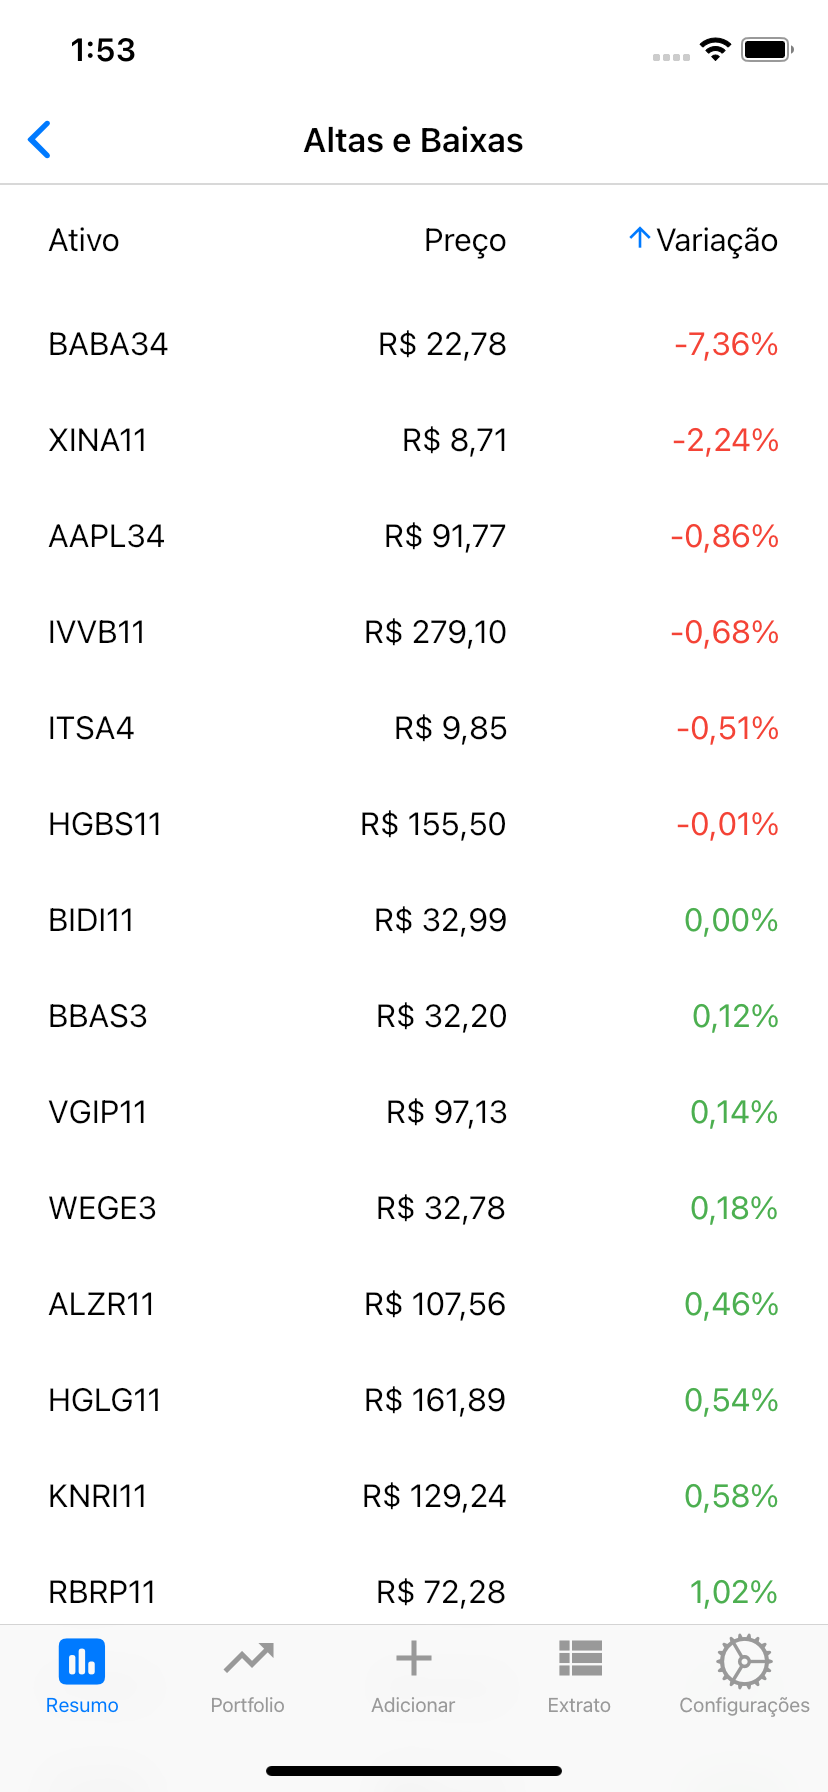 1:53
Altas e Baixas
Ativo Preço Variação
BABA34 R$ 22,78 -7,36%
XINA11 R$ 8,71 -2,24%
AAPL34 R$ 91,77 -0,86%
IVVB11 R$ 279,10 -0,68%
ITSA4 R$ 9,85 -0,51%
HGBS11 R$ 155,50 -0,01%
BIDI11 R$ 32,99 0,00%
BBAS3 R$ 32,20 0,12%
VGIP11 R$ 97,13 0,14%
WEGE3 R$ 32,78 0,18%
ALZR11 R$ 107,56 0,46%
HGLG11 R$ 161,89 0,54%
KNRI11 R$ 129,24 0,58%
RBRP11 R$ 72,28 1,02%
Resumo Portfolio Adicionar Extrato Configurações